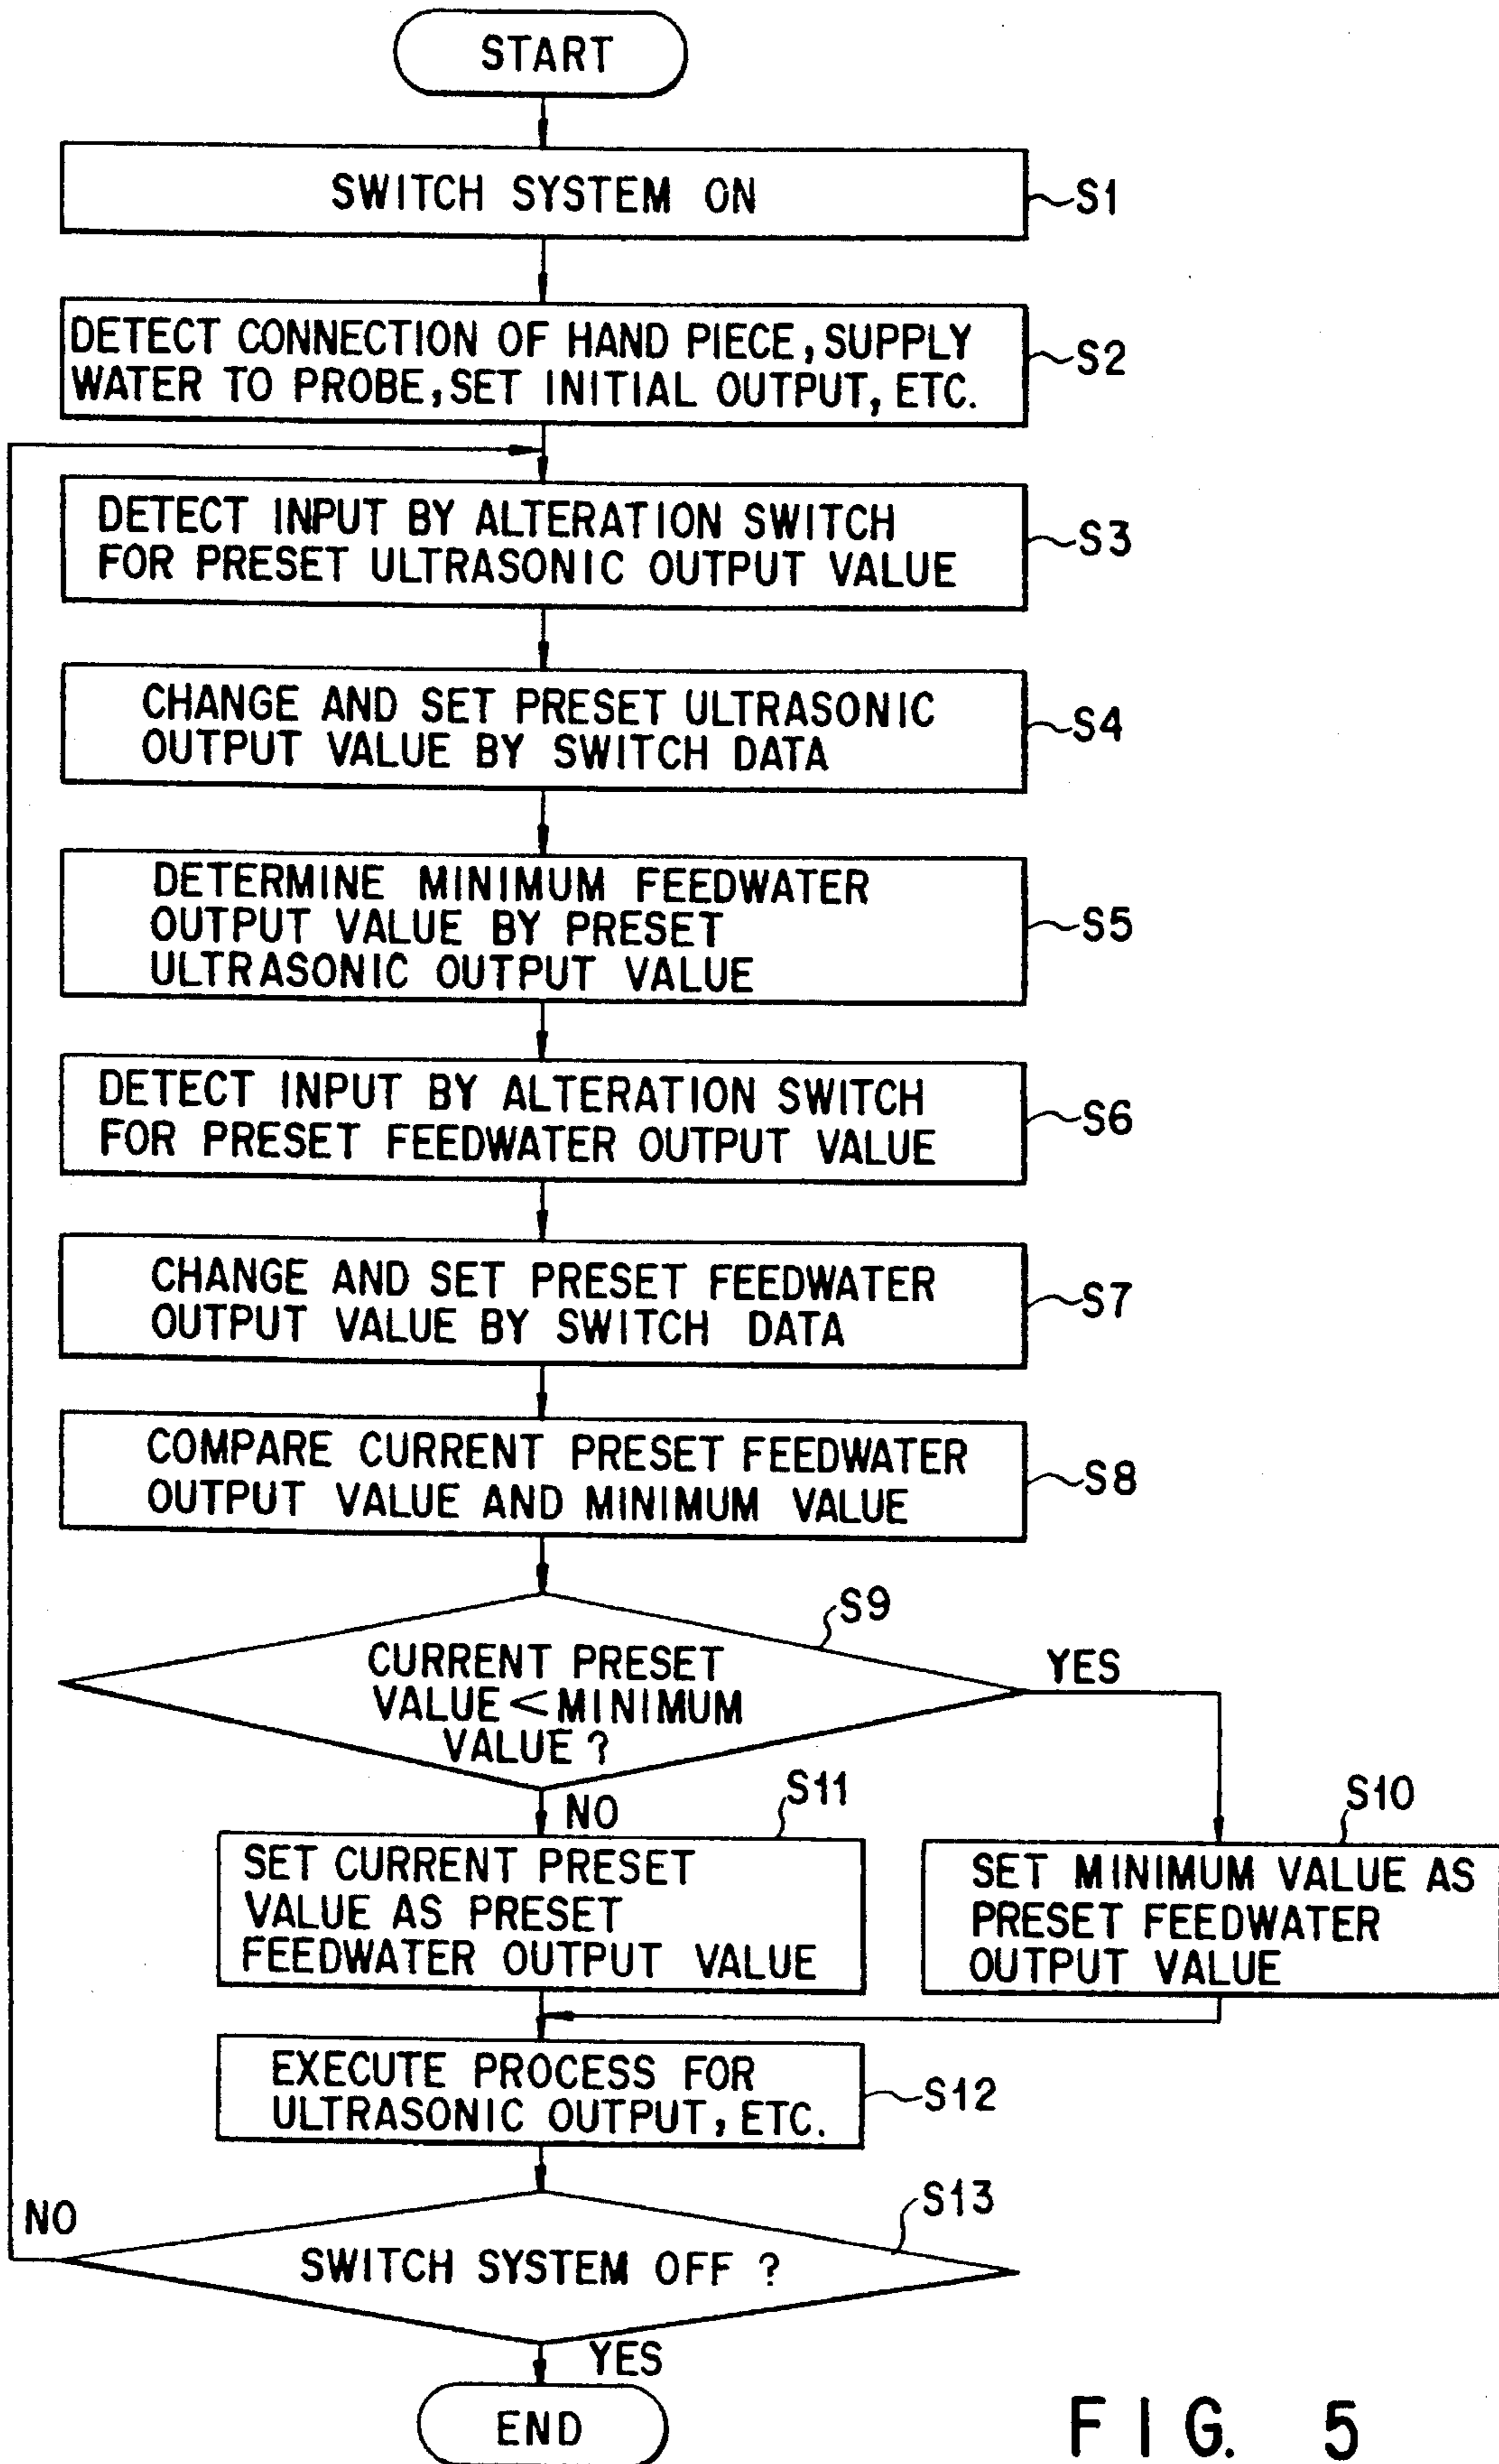 START
SWITCH SYSTEM ON
S1
DETECT CONNECTION OF HAND PIECE, SUPPLY
WATER TO PROBE, SET INITIAL OUTPUT, ETC.
S2
DETECT INPUT BY ALTERATION SWITCH
FOR PRESET ULTRASONIC OUTPUT VALUE
S3
CHANGE AND SET PRESET ULTRASONIC
OUTPUT VALUE BY SWITCH DATA
S4
DETERMINE MINIMUM FEEDWATER
OUTPUT VALUE BY PRESET
ULTRASONIC OUTPUT VALUE
S5
DETECT INPUT BY ALTERATION SWITCH
FOR PRESET FEEDWATER OUTPUT VALUE
S6
CHANGE AND SET PRESET FEEDWATER
OUTPUT VALUE BY SWITCH DATA
S7
COMPARE CURRENT PRESET FEEDWATER
OUTPUT VALUE AND MINIMUM VALUE
S8
S9
CURRENT PRESET
VALUE < MINIMUM
VALUE ?
YES
NO
S11
SET CURRENT PRESET
VALUE AS PRESET
FEEDWATER OUTPUT VALUE
S10
SET MINIMUM VALUE AS
PRESET FEEDWATER
OUTPUT VALUE
EXECUTE PROCESS FOR
ULTRASONIC OUTPUT, ETC.
S12
S13
NO
SWITCH SYSTEM OFF ?
YES
END
FIG. 5